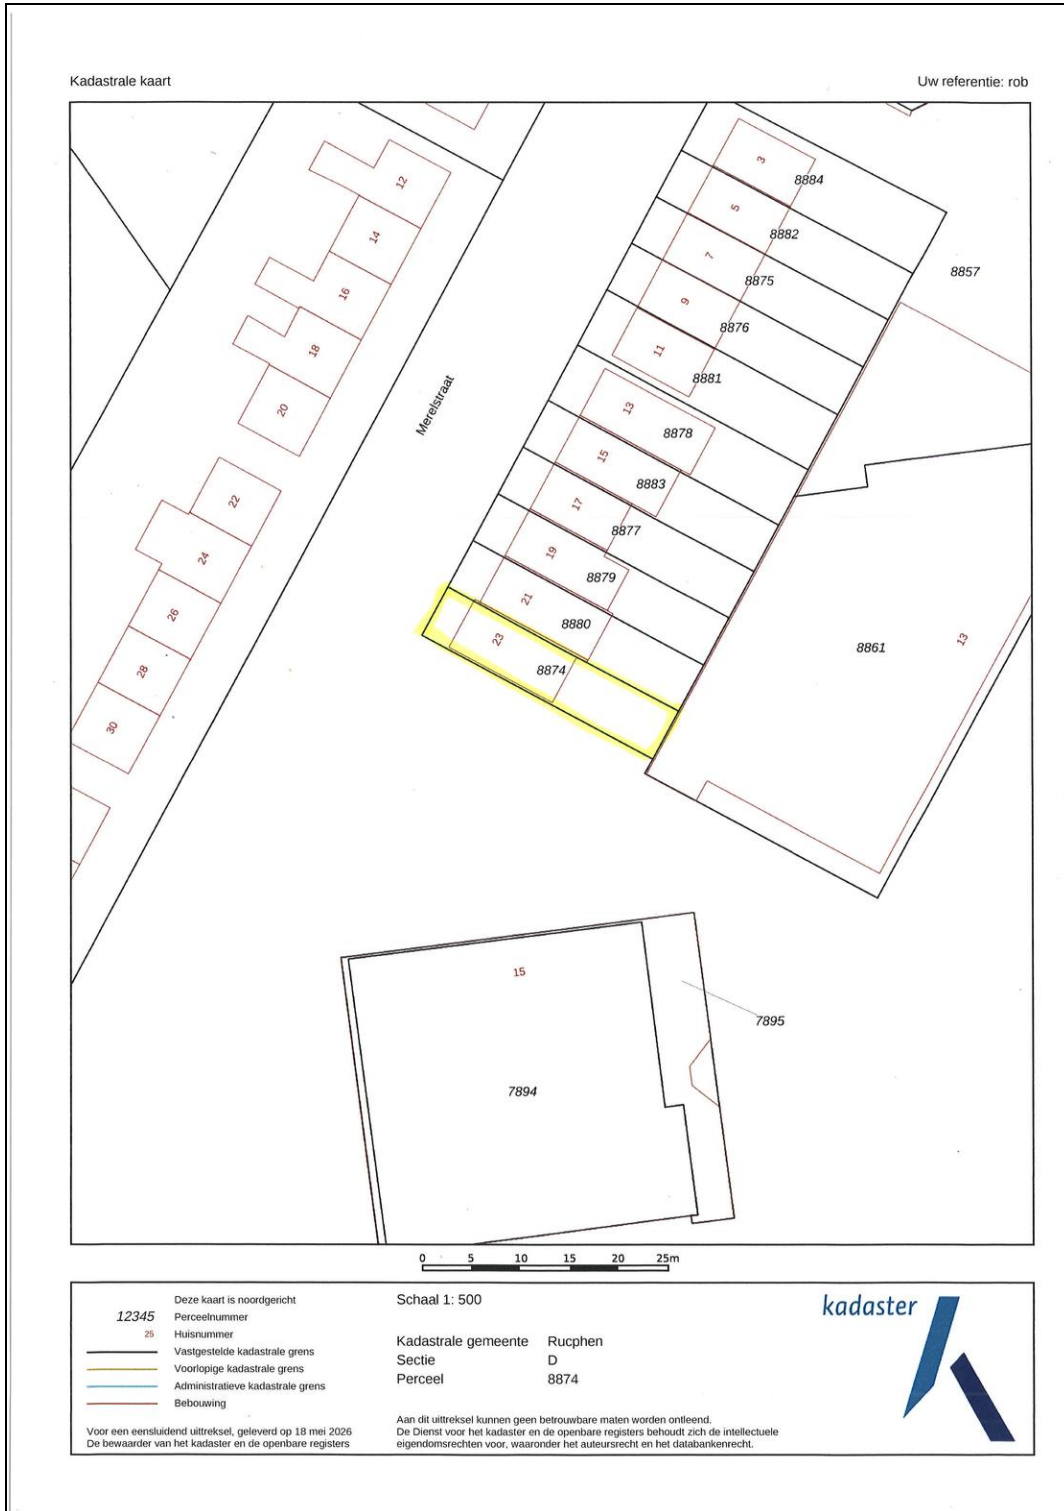 Kadastrale kaart
Uw referentie: rob
3
8884
12
5
8882
14
7
8875
8857
16
9
8876
18
11
8881
20
Merelstraat
13
8878
15
8883
22
17
8877
24
19
8879
26
21
8880
28
23
8874
8861
13
30
15
7895
7894
0 5 10 15 20 25m
Deze kaart is noordgericht
12345 Perceelnummer
25 Huisnummer
Vastgestelde kadastrale grens
Voorlopige kadastrale grens
Administratieve kadastrale grens
Bebouwing
Voor een eensluidend uittreksel, geleverd op 18 mei 2026
De bewaarder van het kadaster en de openbare registers
Schaal 1: 500
Kadastrale gemeente Rucphen
Sectie D
Perceel 8874
Aan dit uittreksel kunnen geen betrouwbare maten worden ontleend.
De Dienst voor het kadaster en de openbare registers behoudt zich de intellectuele
eigendomsrechten voor, waaronder het auteursrecht en het databankenrecht.
kadaster